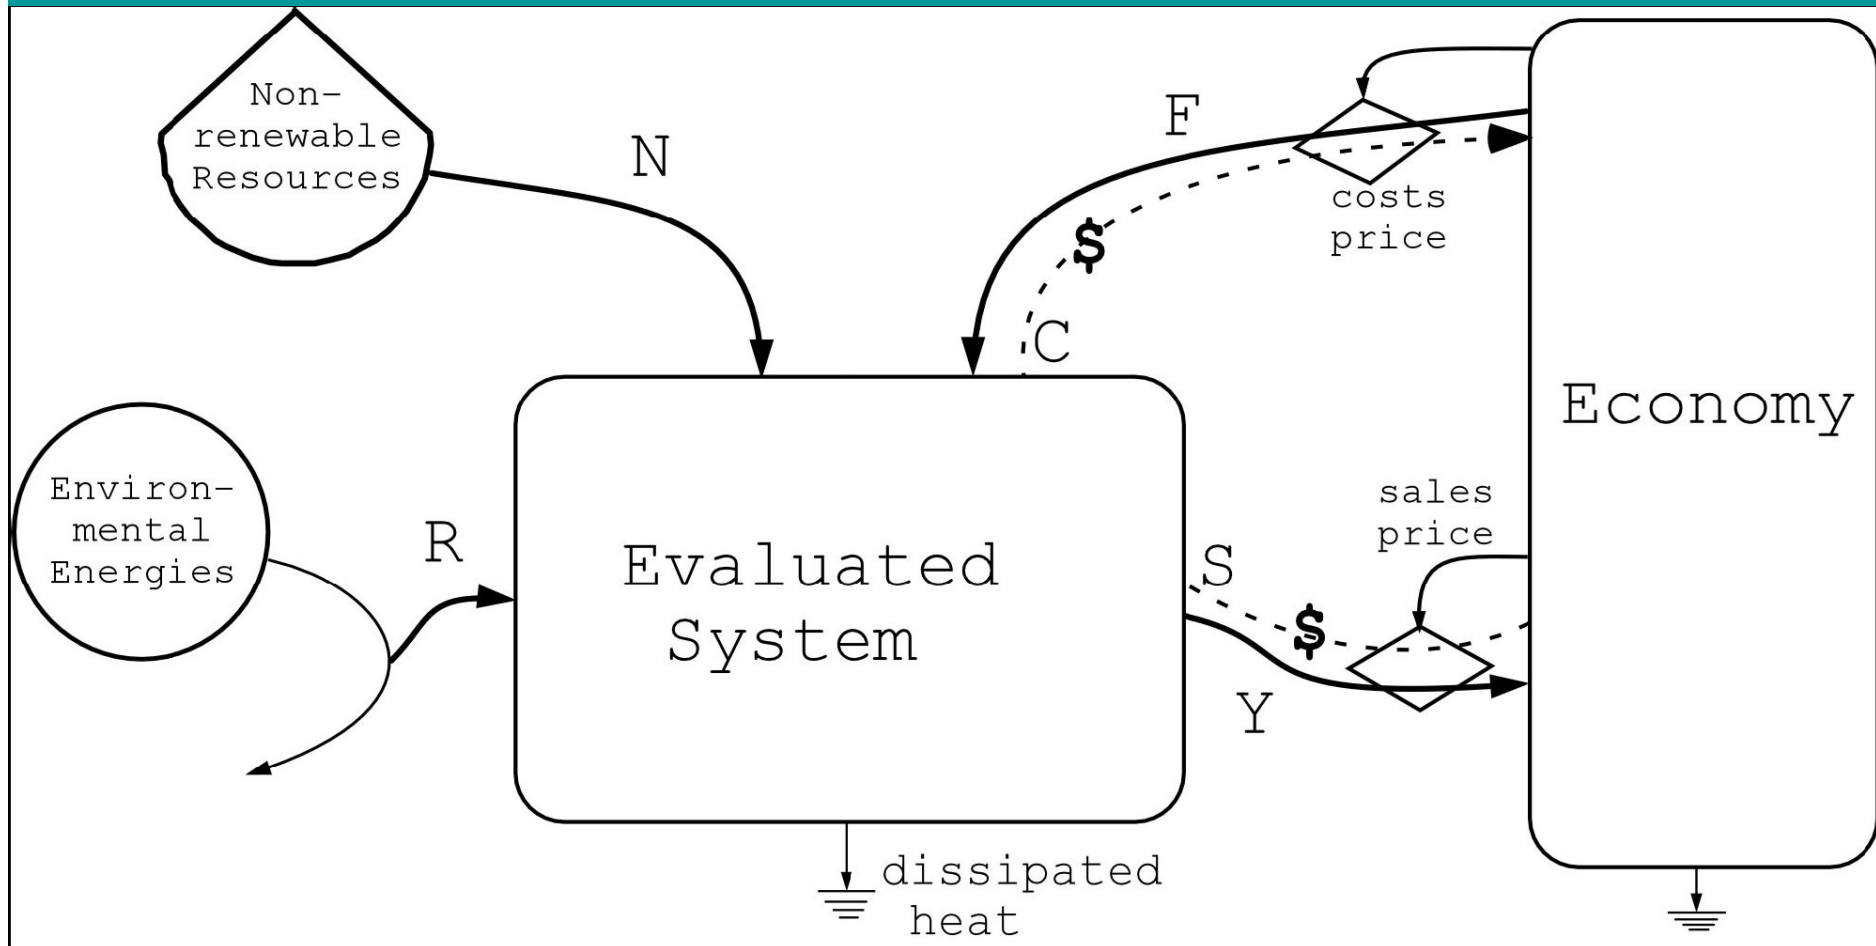 Non-
renewable
Resources
N
F
costs
price
$
C
Economy
Environ-
mental
Energies
R
Evaluated
System
S
sales
price
$
Y
dissipated
heat